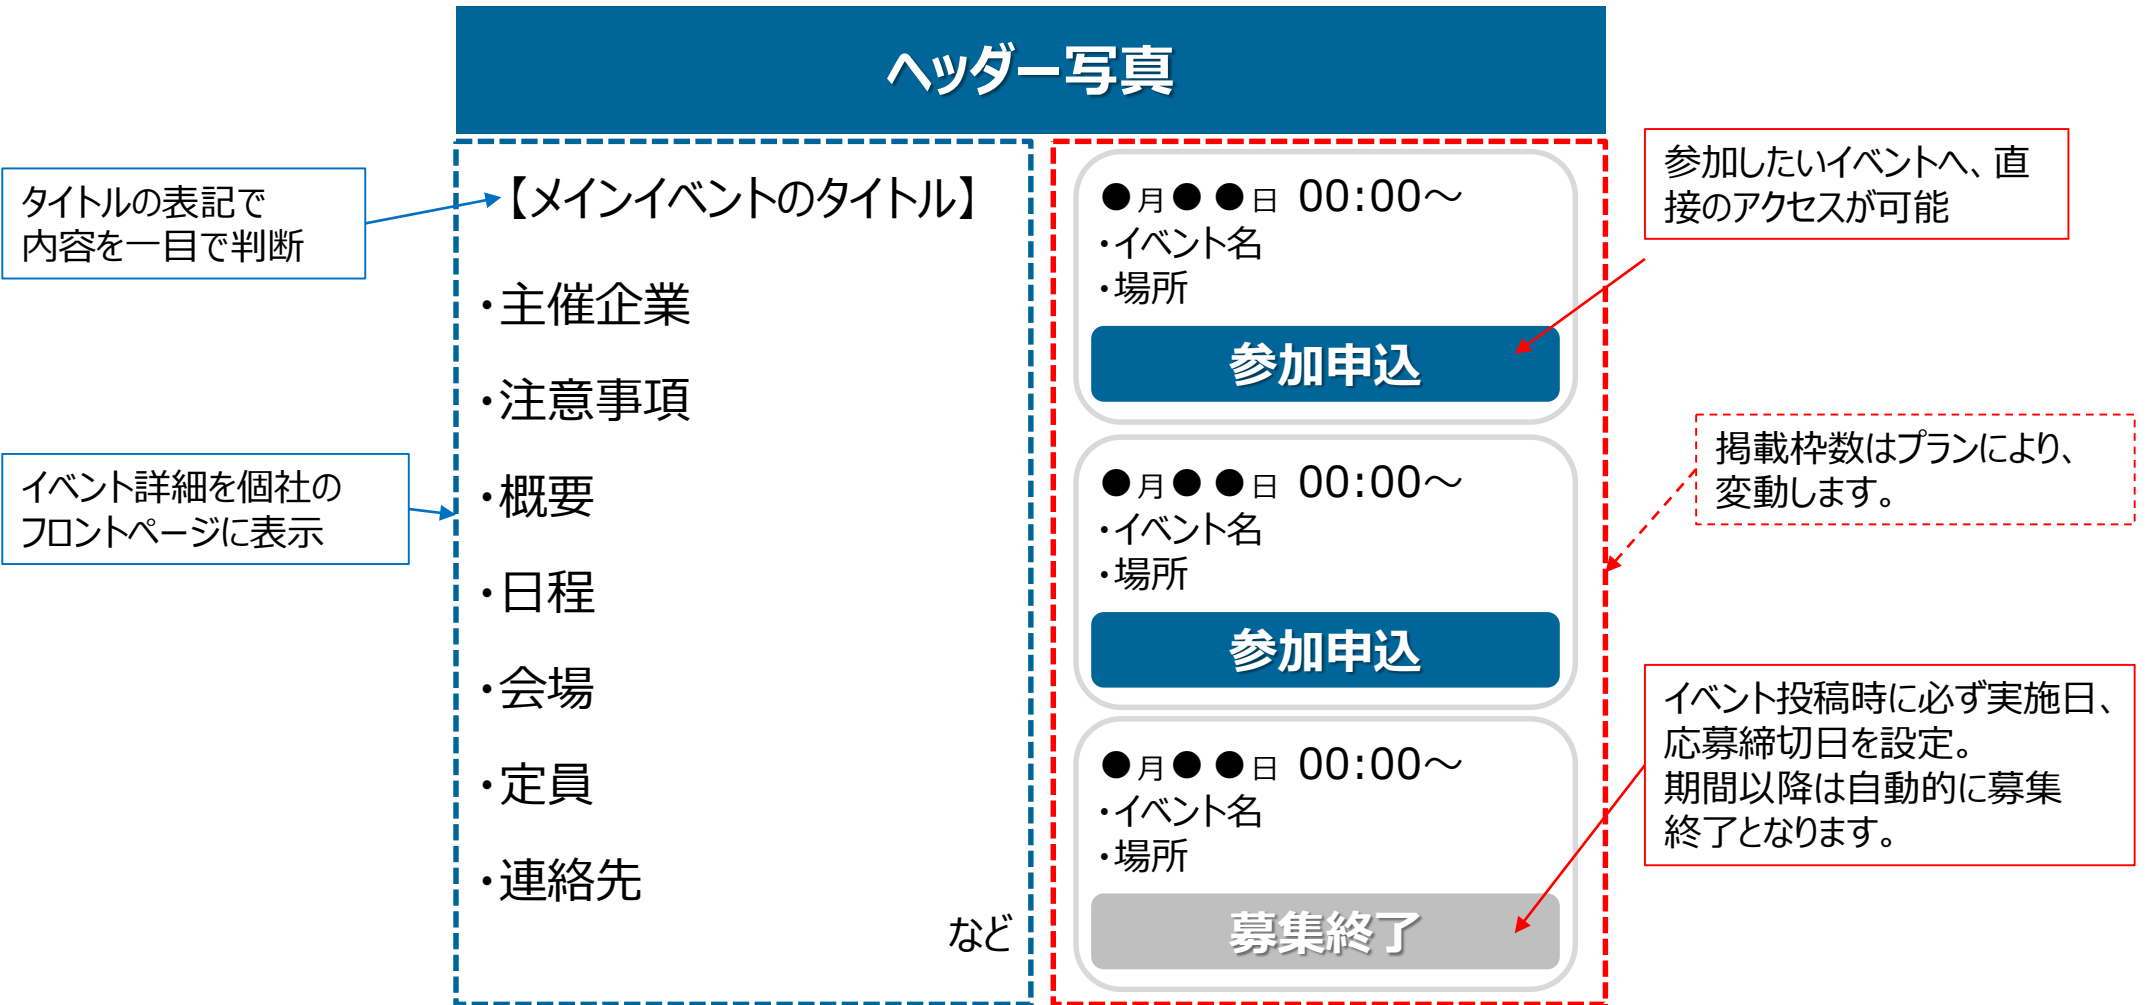 ヘッダー写真
タイトルの表記で
内容を一目で判断
イベント詳細を個社の
フロントページに表示
【メインイベントのタイトル】
・主催企業
・注意事項
・概要
・日程
・会場
・定員
・連絡先
など
●月●●日 00:00～
・イベント名
・場所
参加申込
●月●●日 00:00～
・イベント名
・場所
参加申込
●月●●日 00:00～
・イベント名
・場所
募集終了
参加したいイベントへ、直
接のアクセスが可能
掲載枠数はプランにより、
変動します。
イベント投稿時に必ず実施日、
応募締切日を設定。
期間以降は自動的に募集
終了となります。